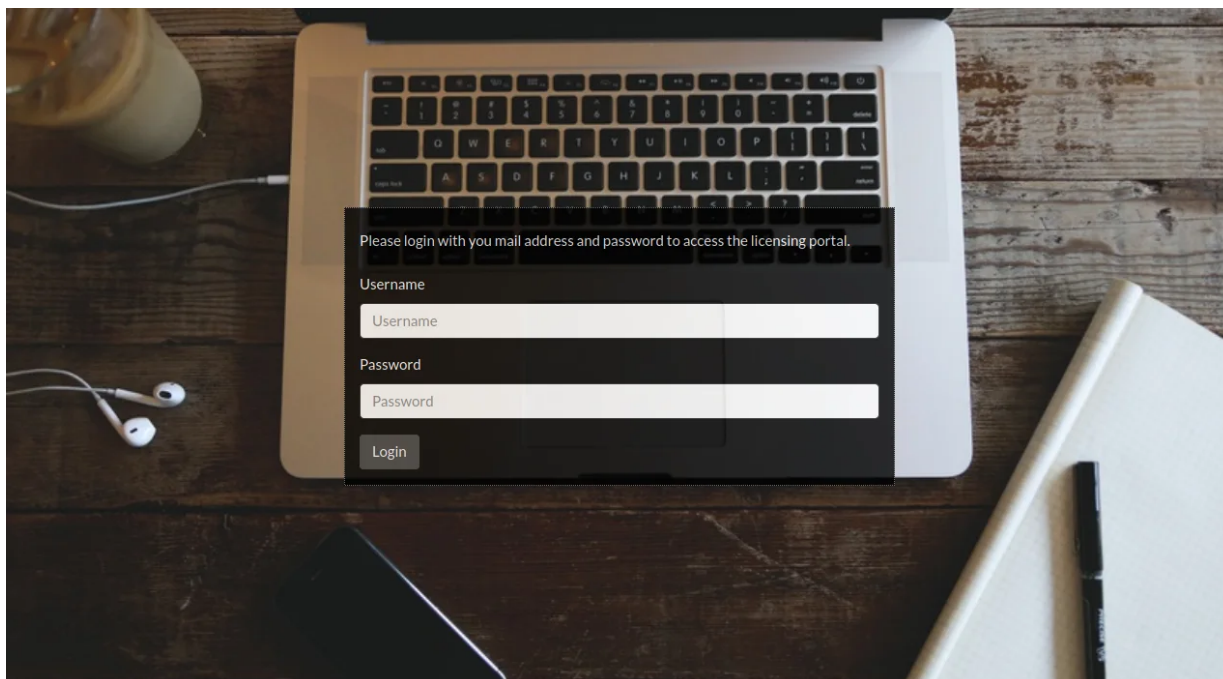 Please login with you mail address and password to access the licensing portal.
Username
Username
Password
Password
Login